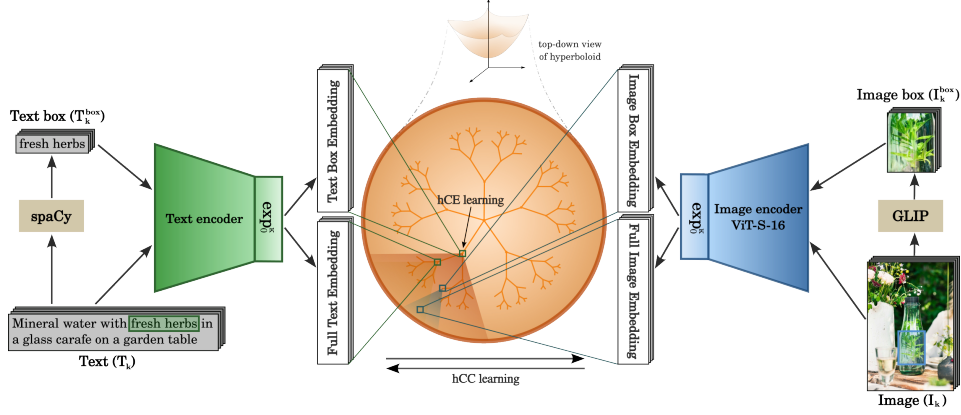 top-down view
of hyperboloid
Text box (T_k^box)
fresh herbs
spaCy
Text encoder
exp_0^κ
Mineral water with fresh herbs in
a glass carafe on a garden table
Text (T_k)
Text Box Embedding
Full Text Embedding
hCE learning
hCC learning
Image Box Embedding
Full Image Embedding
exp_0^κ
Image encoder
ViT-S-16
Image box (I_k^box)
GLIP
Image (I_k)